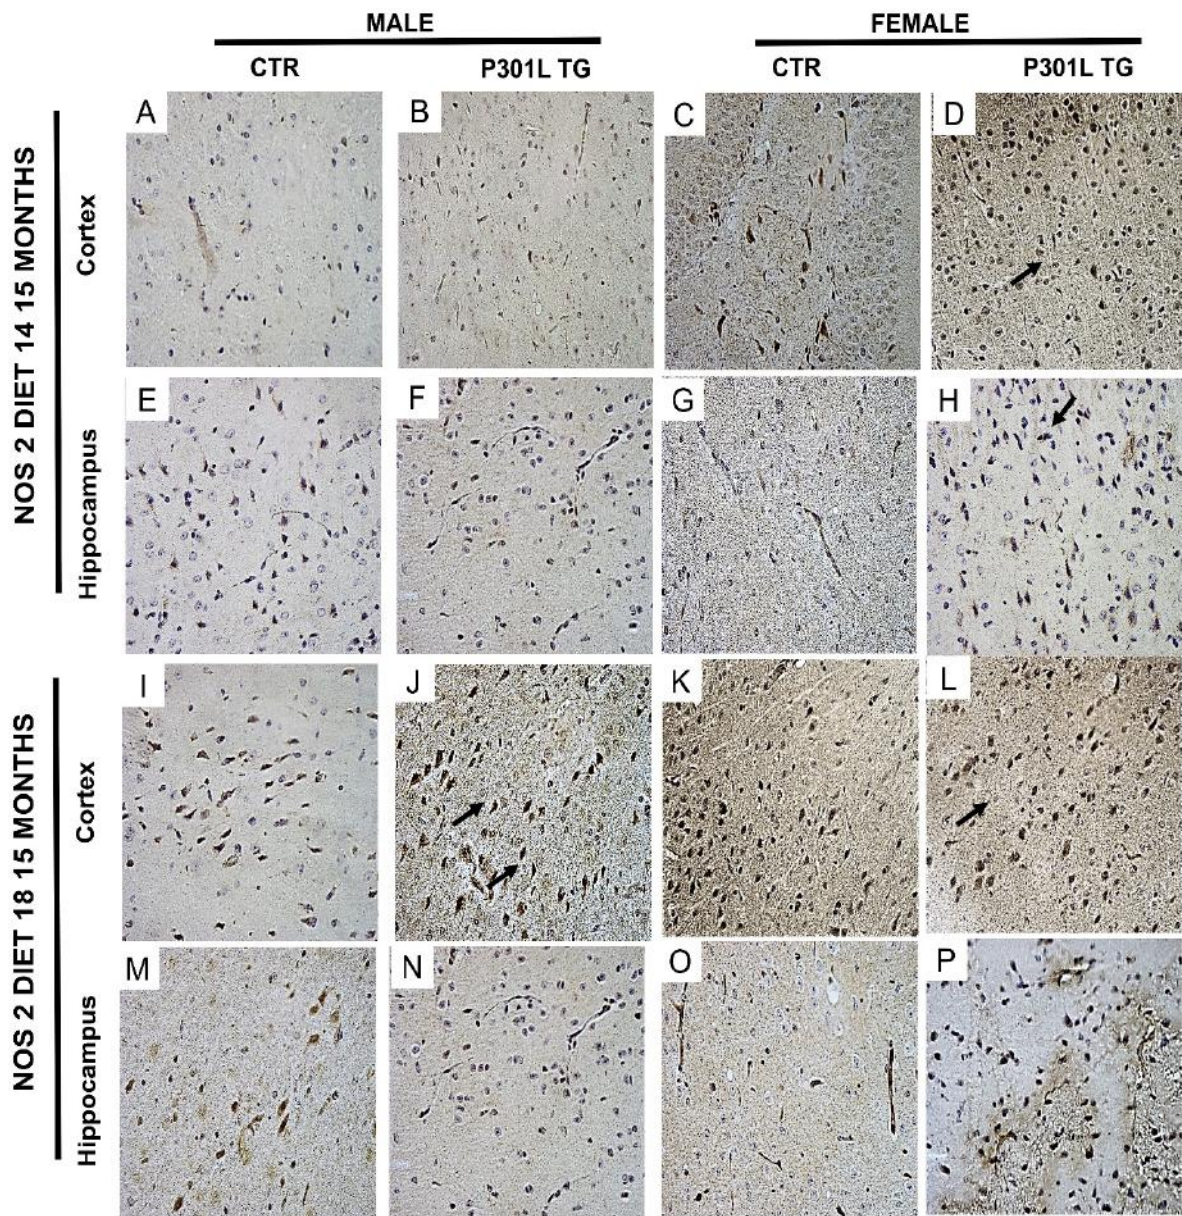 MALE
FEMALE
CTR
P301L TG
CTR
P301L TG
NOS 2 DIET 14 15 MONTHS
Cortex
A
B
C
D
Hippocampus
E
F
G
H
NOS 2 DIET 18 15 MONTHS
Cortex
I
J
K
L
Hippocampus
M
N
O
P